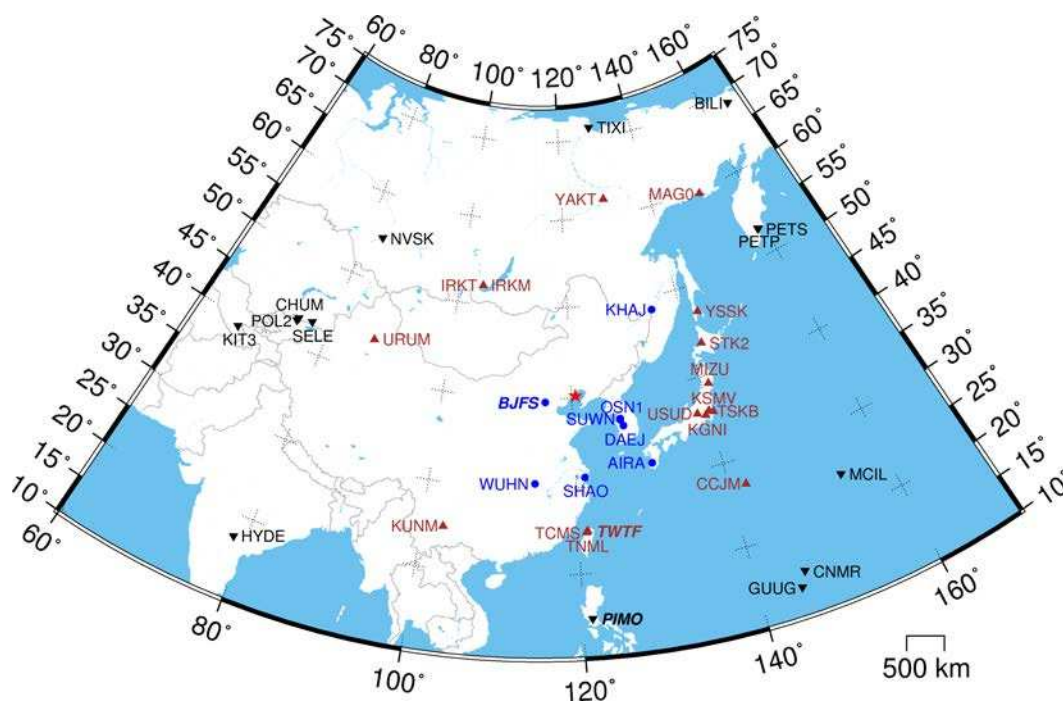 60°
80°
100°
120°
140°
160°
75°
70°
65°
60°
55°
50°
45°
40°
35°
30°
25°
20°
15°
10°
60°
75°
70°
65°
60°
55°
50°
45°
40°
35°
30°
25°
20°
15°
10°
BILI
TIXI
YAKT
MAG0
PETS
PETP
NVSK
IRKT
IRKM
CHUM
POL2
KIT3
SELE
URUM
KHAJ
YSSK
STK2
MIZU
KSMV
BJFS
OSN1
SUWN
USUD
TSKB
DAEJ
KGNI
AIRA
MCIL
WUHN
SHAO
CCJM
KUNM
TCMS
TWTF
TNML
HYDE
CNMR
GUUG
PIMO
80°
100°
120°
140°
160°
500 km